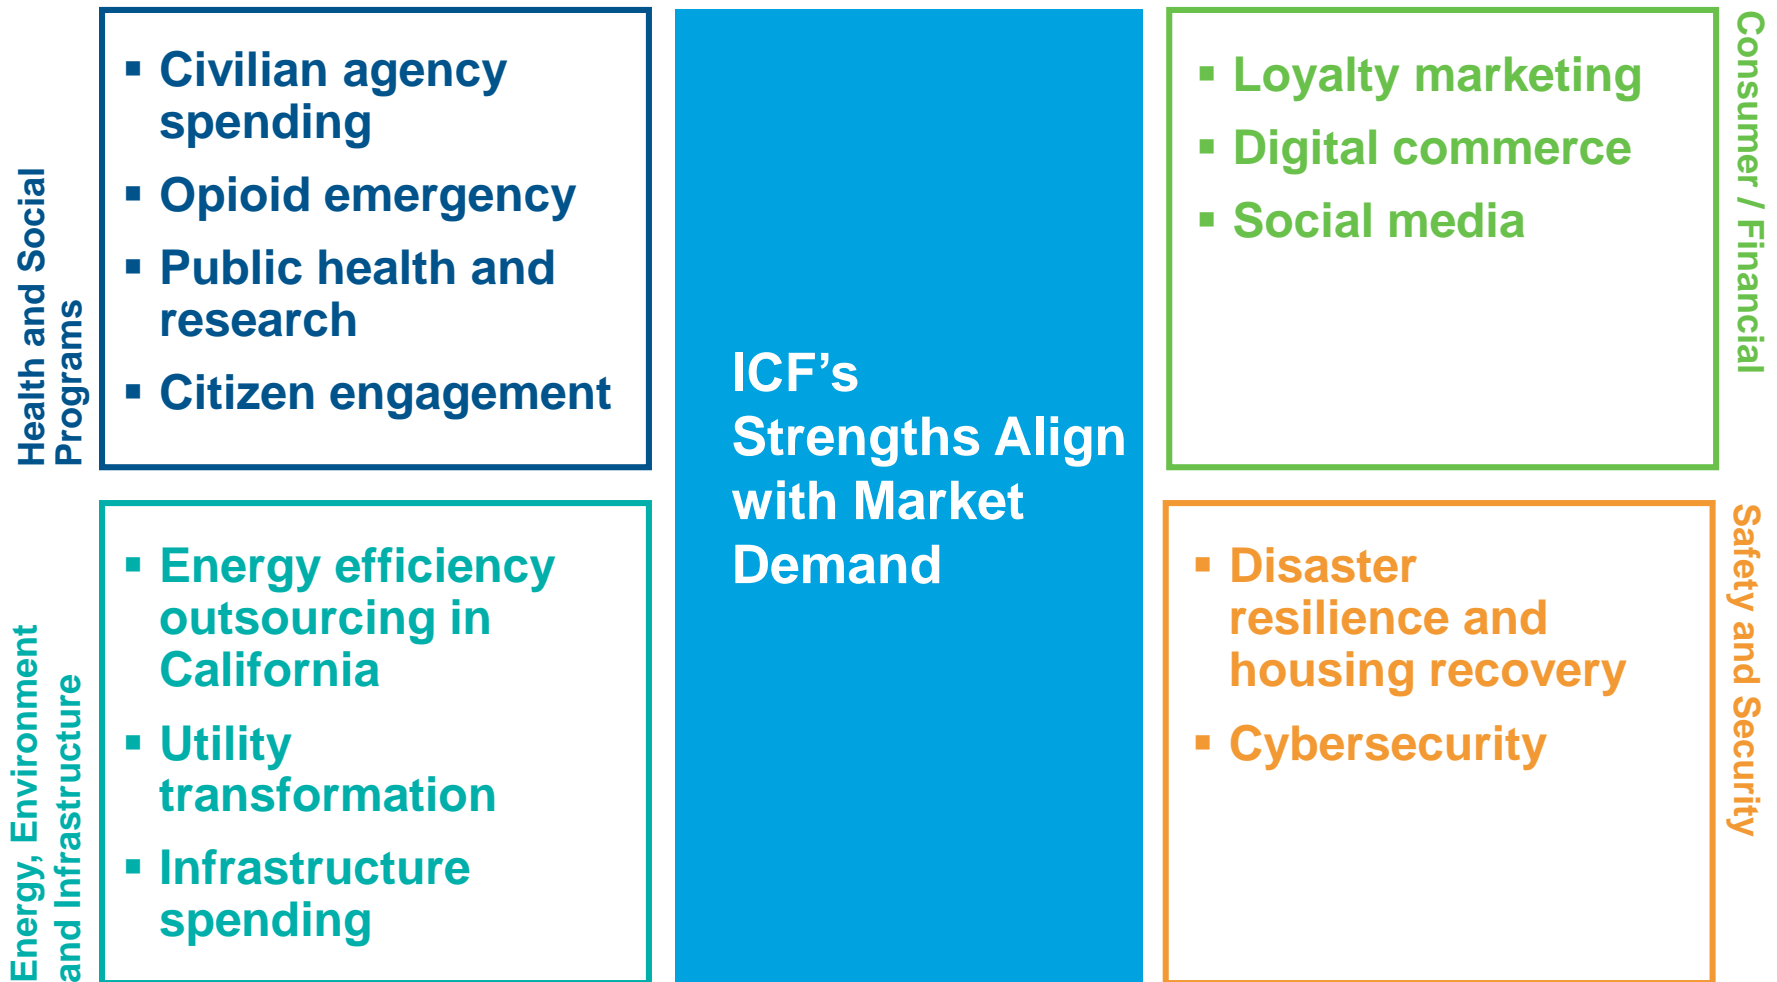 Health and Social
Programs
▪ Civilian agency
spending
▪ Opioid emergency
▪ Public health and
research
▪ Citizen engagement
Energy, Environment
and Infrastructure
▪ Energy efficiency
outsourcing in
California
▪ Utility
transformation
▪ Infrastructure
spending
ICF’s
Strengths Align
with Market
Demand
▪ Loyalty marketing
▪ Digital commerce
▪ Social media
Consumer / Financial
▪ Disaster
resilience and
housing recovery
▪ Cybersecurity
Safety and Security